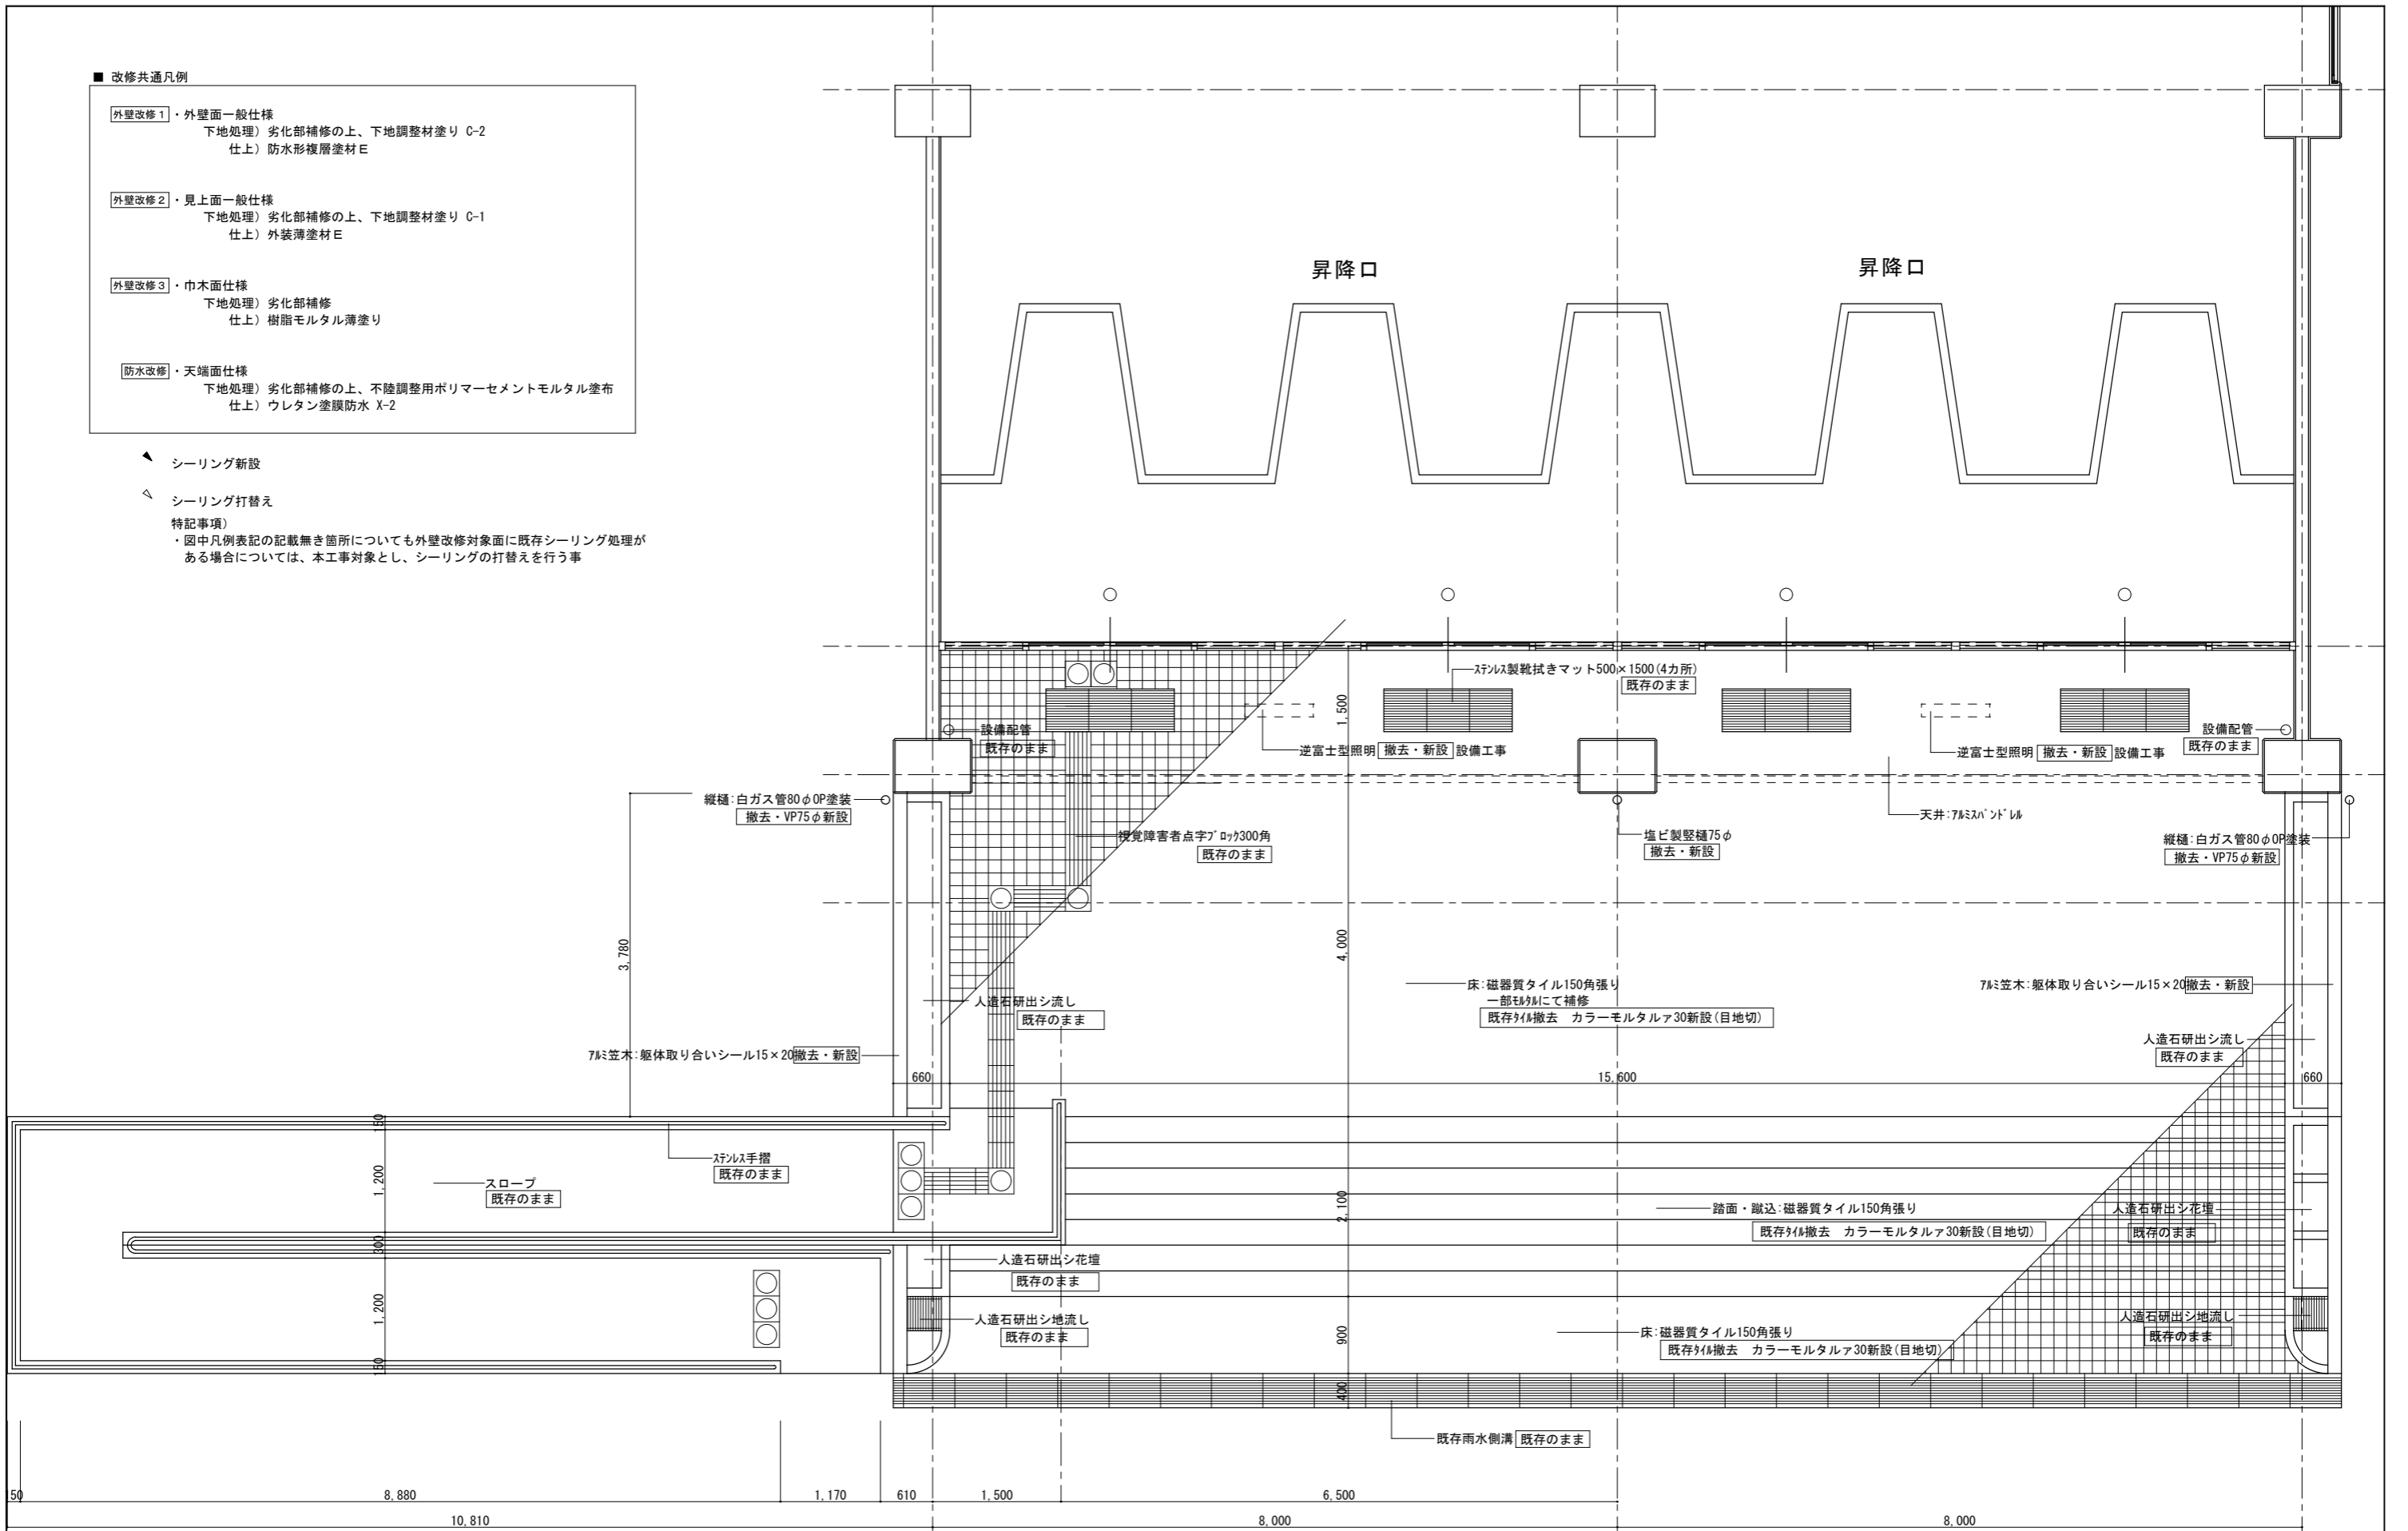 ■ 改修共通凡例
外壁改修1・外壁面一般仕様
下地処理）劣化部補修の上、下地調整材塗り C-2
仕上）防水形複層塗材E
外壁改修2・見上面一般仕様
下地処理）劣化部補修の上、下地調整材塗り C-1
仕上）外装薄塗材E
外壁改修3・巾木面仕様
下地処理）劣化部補修
仕上）樹脂モルタル薄塗り
防水改修・天端面仕様
下地処理）劣化部補修の上、不陸調整用ポリマーセメントモルタル塗布
仕上）ウレタン塗膜防水 X-2
シーリング新設
シーリング打替え
特記事項）
・図中凡例表記の記載無き箇所についても外壁改修対象面に既存シーリング処理が
ある場合については、本工事対象とし、シーリングの打替えを行う事
昇降口
昇降口
ｽﾃﾝﾚｽ製靴拭きマット500×1500(4カ所)
既存のまま
1,500
設備配管
既存のまま
逆富士型照明 撤去・新設 設備工事
逆富士型照明 撤去・新設 設備工事
設備配管
既存のまま
縦樋:白ガス管80φOP塗装
撤去・VP75φ新設
視覚障害者点字ﾌﾞﾛｯｸ300角
既存のまま
塩ビ製竪樋75φ
撤去・新設
天井:ｱﾙﾐｽﾊﾟﾝﾄﾞﾚﾙ
縦樋:白ガス管80φOP塗装
撤去・VP75φ新設
3,780
4,000
人造石研出シ流し
既存のまま
床:磁器質タイル150角張り
一部ﾓﾙﾀﾙにて補修
既存ﾀｲﾙ撤去 カラーモルタルァ30新設(目地切)
ｱﾙﾐ笠木:躯体取り合いシール15×20撤去・新設
ｱﾙﾐ笠木:躯体取り合いシール15×20撤去・新設
人造石研出シ流し
既存のまま
660
15,600
660
150
1,200
300
1,200
150
ｽﾃﾝﾚｽ手摺
既存のまま
スロープ
既存のまま
2,100
踏面・蹴込:磁器質タイル150角張り
既存ﾀｲﾙ撤去 カラーモルタルァ30新設(目地切)
人造石研出シ花壇
既存のまま
人造石研出シ花壇
既存のまま
人造石研出シ地流し
既存のまま
900
床:磁器質タイル150角張り
既存ﾀｲﾙ撤去 カラーモルタルァ30新設(目地切)
人造石研出シ地流し
既存のまま
400
既存雨水側溝 既存のまま
150
8,880
1,170
610
1,500
6,500
10,810
8,000
8,000